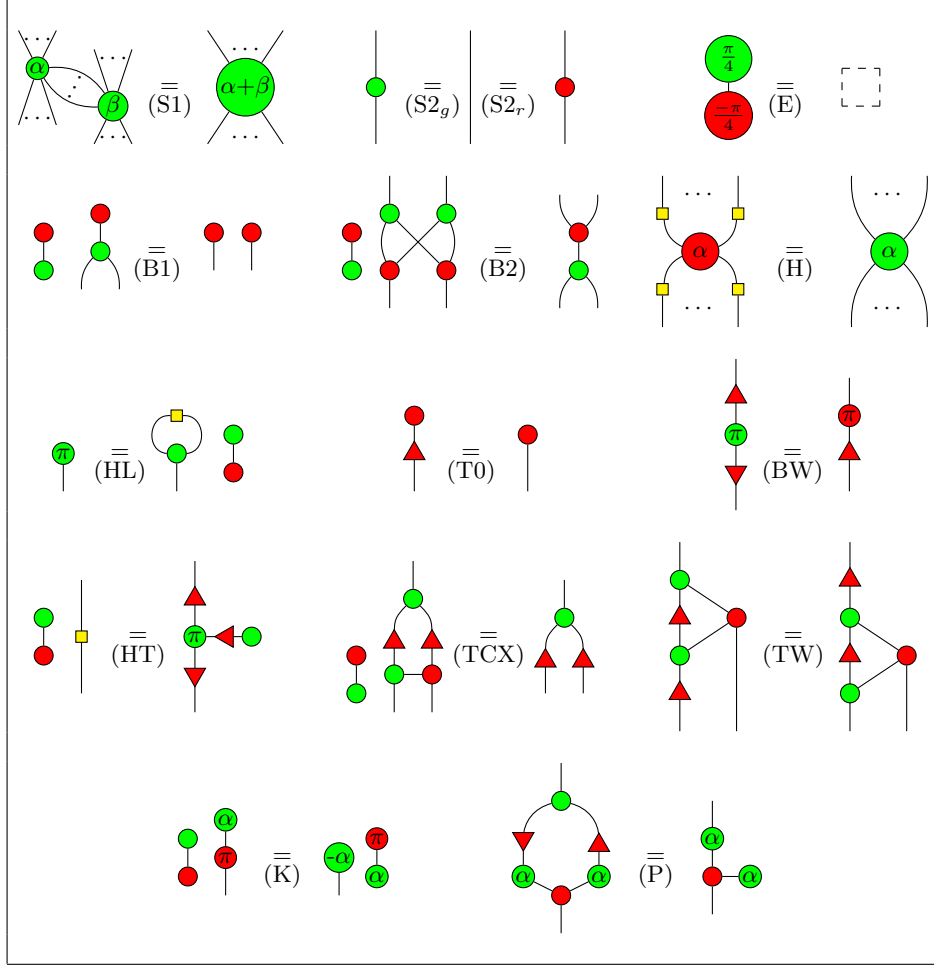 α β = (S1) α+β
= (S2g) = (S2r)
π/4 -π/4 = (E)
= (B1)
= (B2)
α = (H) α
π = (HL)
= (T0)
π = (BW) π
= (HT) π
= (TCX)
= (TW)
α π = (K) -α π α
α α = (P) α α